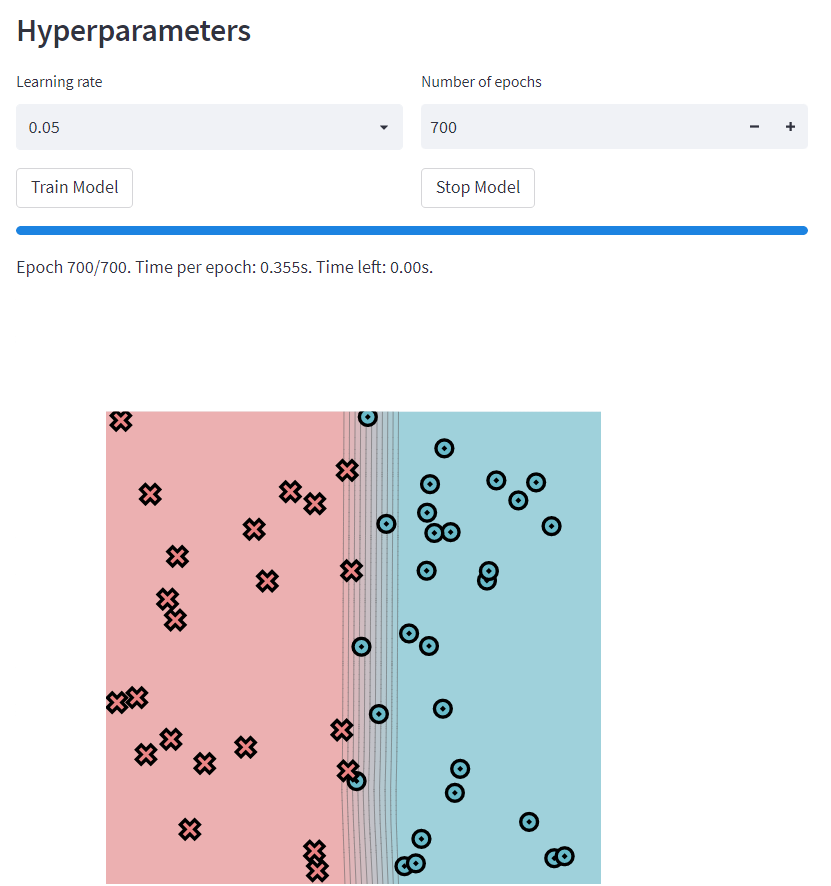 Hyperparameters
Learning rate
Number of epochs
0.05
700
Train Model
Stop Model
Epoch 700/700. Time per epoch: 0.355s. Time left: 0.00s.